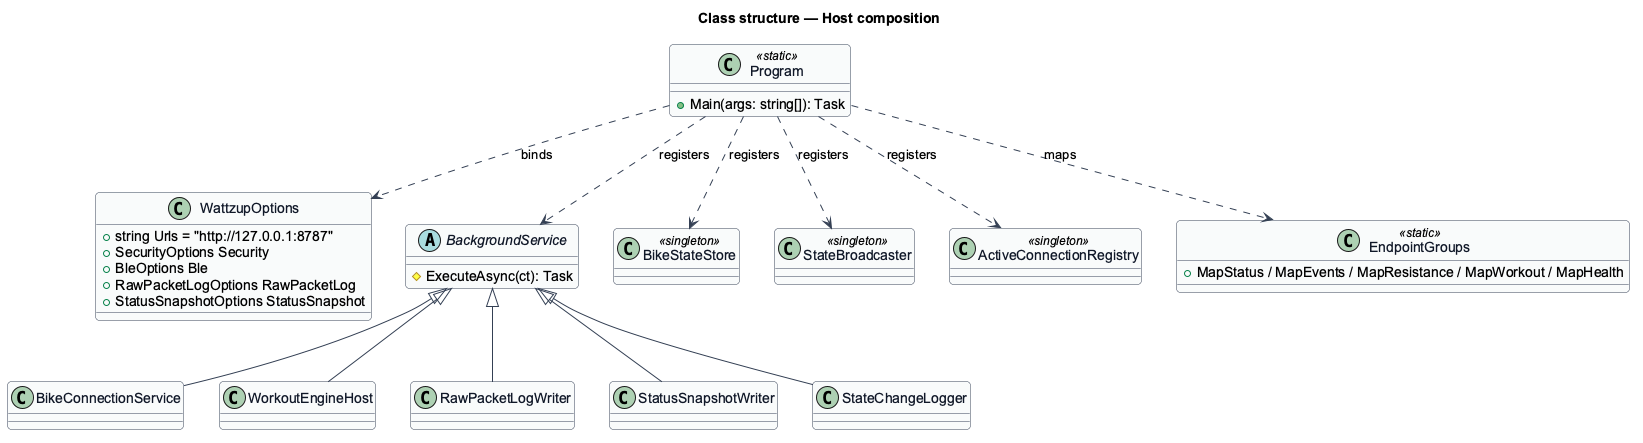 Class structure — Host composition
«static»
C
Program
Main(args: string[]): Task
binds
registers
registers
registers
registers
maps
C WattzupOptions
string Urls = "http://127.0.0.1:8787"
SecurityOptions Security
BleOptions Ble
RawPacketLogOptions RawPacketLog
StatusSnapshotOptions StatusSnapshot
A BackgroundService
ExecuteAsync(ct): Task
«singleton»
C BikeStateStore
«singleton»
C StateBroadcaster
«singleton»
C ActiveConnectionRegistry
«static»
C EndpointGroups
MapStatus / MapEvents / MapResistance / MapWorkout / MapHealth
C BikeConnectionService
C WorkoutEngineHost
C RawPacketLogWriter
C StatusSnapshotWriter
C StateChangeLogger